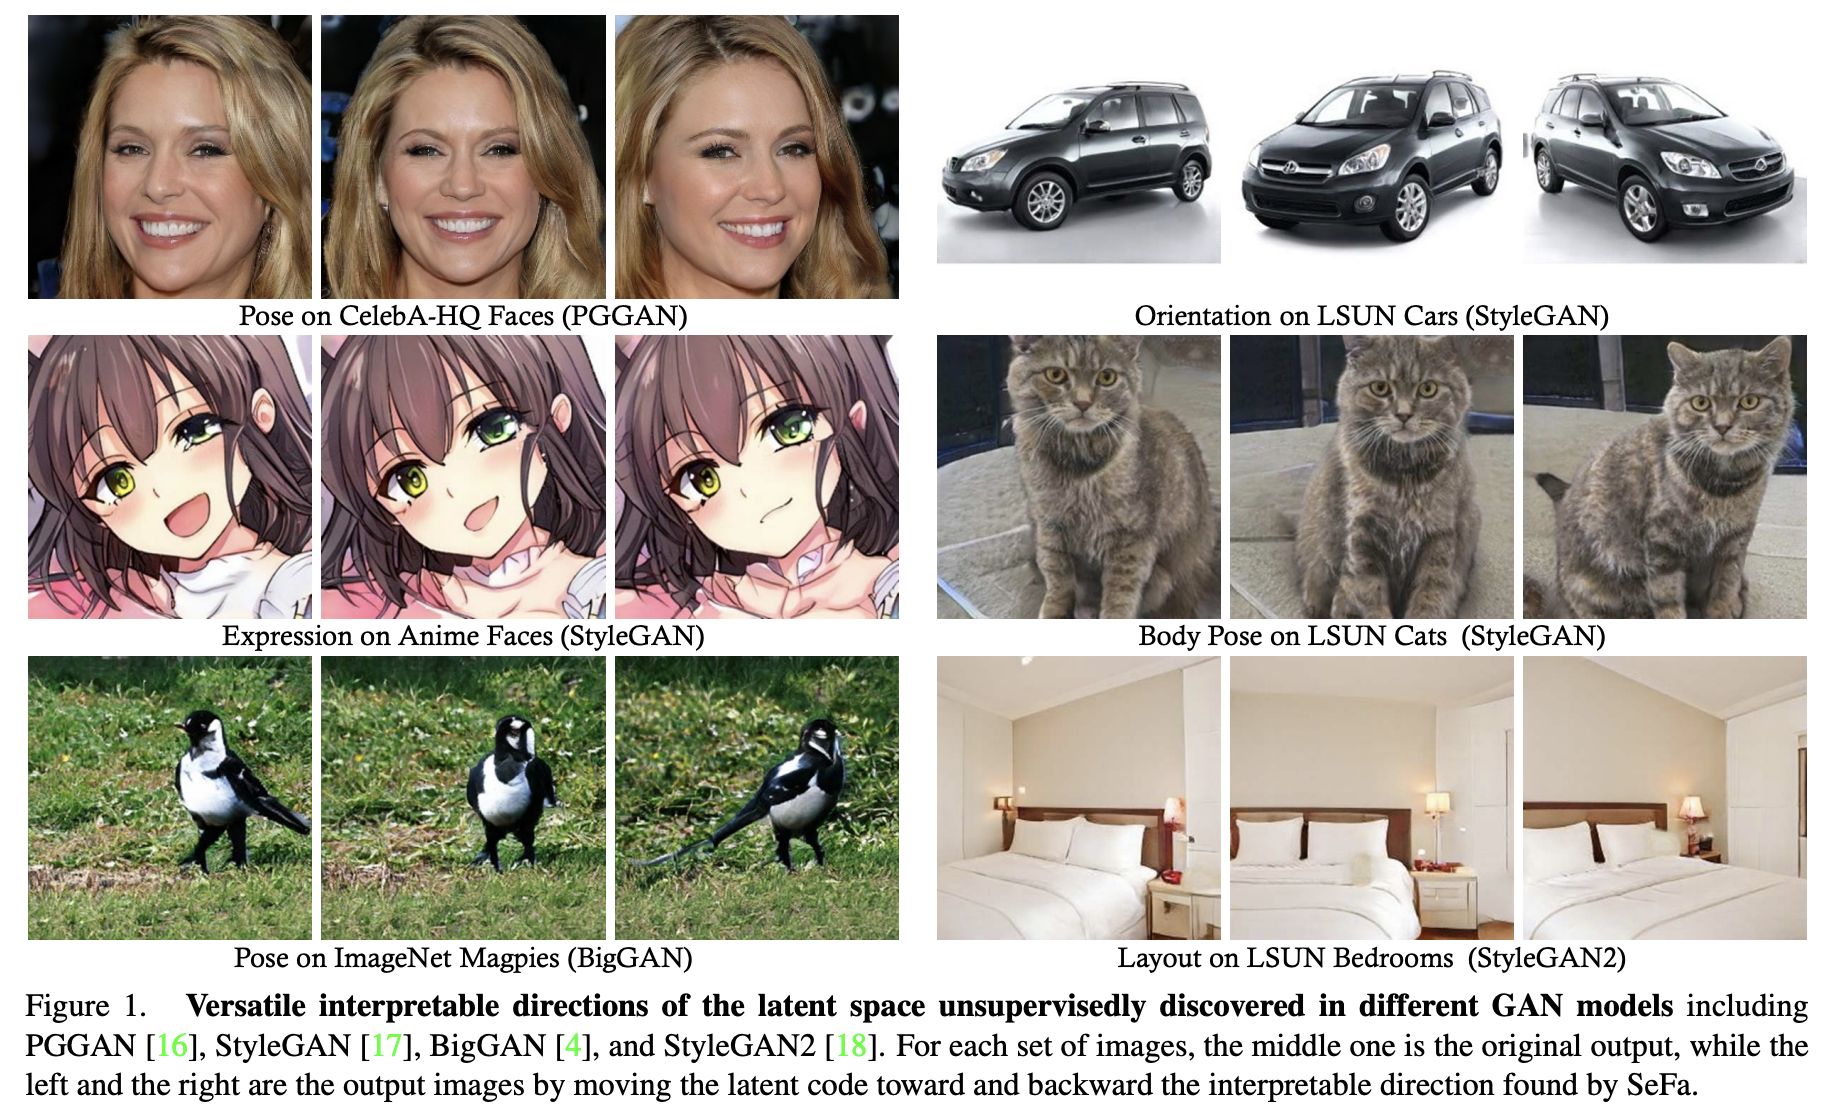 Pose on CelebA-HQ Faces (PGGAN)
Orientation on LSUN Cars (StyleGAN)
Expression on Anime Faces (StyleGAN)
Body Pose on LSUN Cats (StyleGAN)
Pose on ImageNet Magpies (BigGAN)
Layout on LSUN Bedrooms (StyleGAN2)
Figure 1. Versatile interpretable directions of the latent space unsupervisedly discovered in different GAN models including
PGGAN [16], StyleGAN [17], BigGAN [4], and StyleGAN2 [18]. For each set of images, the middle one is the original output, while the
left and the right are the output images by moving the latent code toward and backward the interpretable direction found by SeFa.